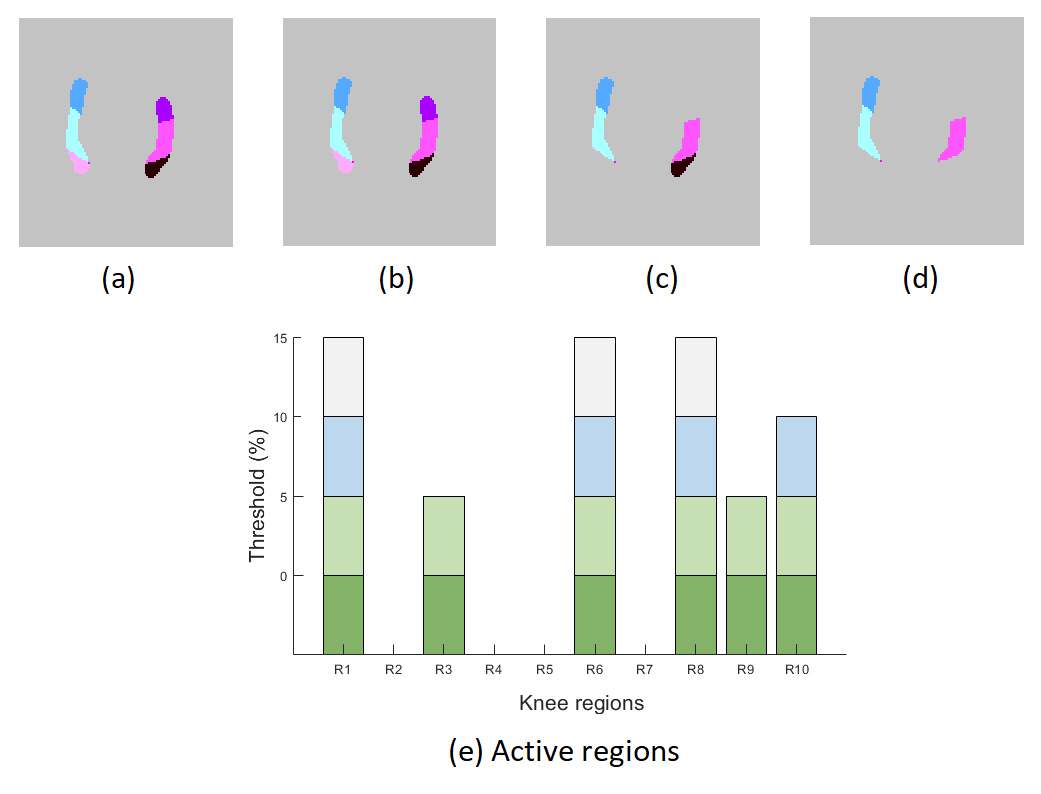 (a) (b) (c) (d)
15
10
5
0
Threshold (%)
R1 R2 R3 R4 R5 R6 R7 R8 R9 R10
Knee regions
(e) Active regions